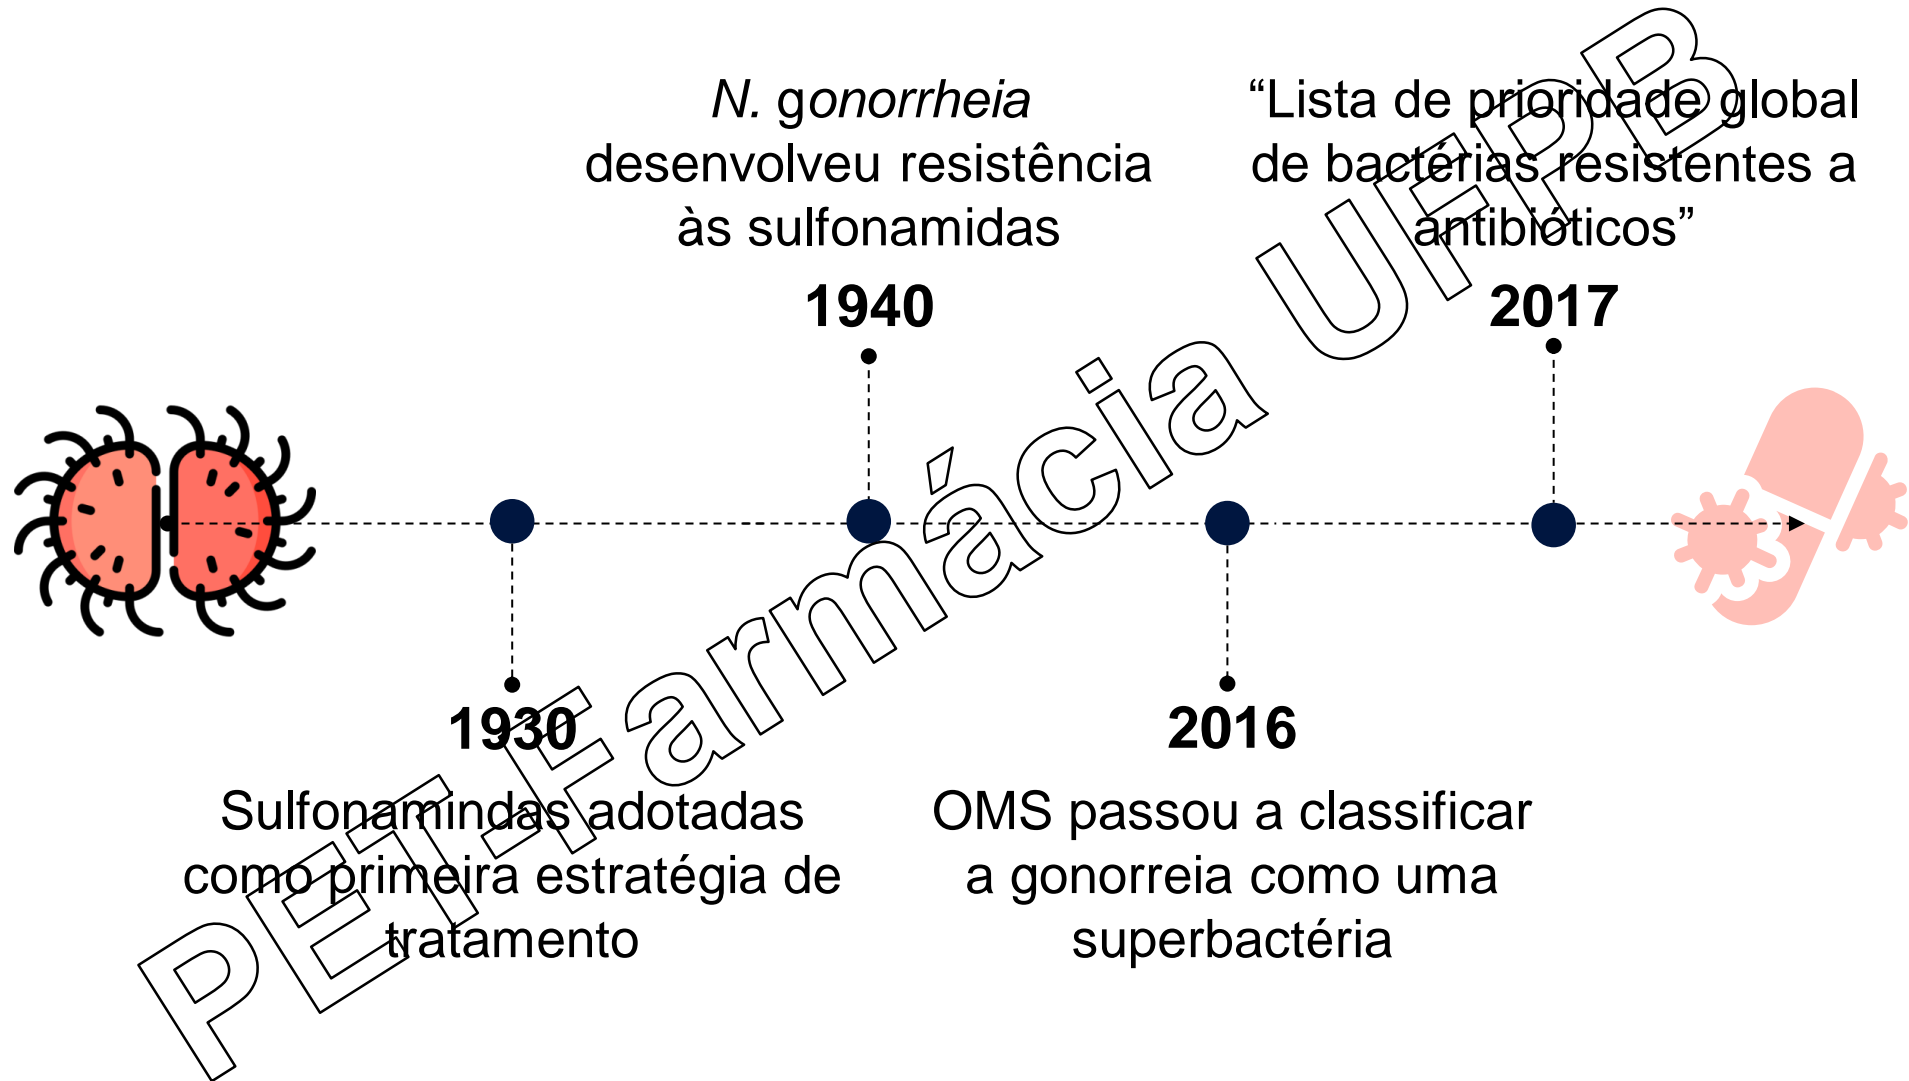 N. gonorrheia
desenvolveu resistência
às sulfonamidas
1940
“Lista de prioridade global
de bactérias resistentes a
antibióticos”
2017
1930
Sulfonamindas adotadas
como primeira estratégia de
tratamento
2016
OMS passou a classificar
a gonorreia como uma
superbactéria
PET-Farmácia UFPB